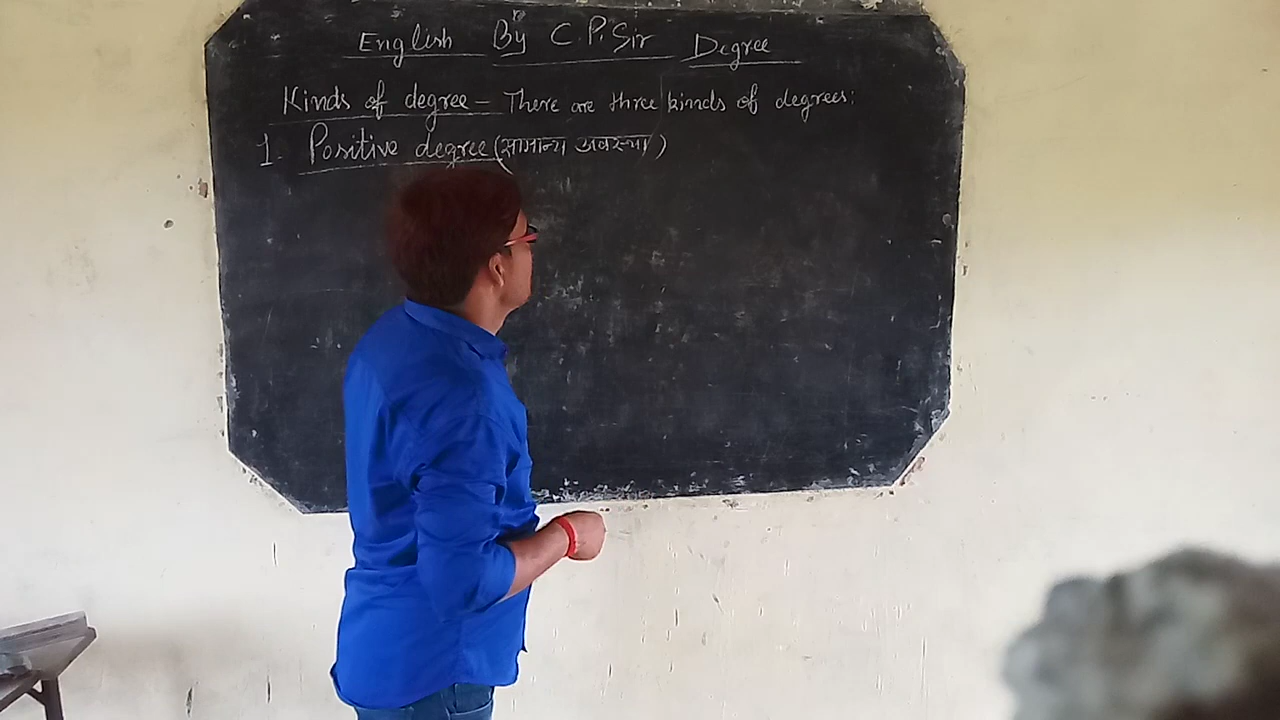 English By C.P. Sir Degree
Kinds of degree - There are three kinds of degrees:
1. Positive degree (सामान्य अवस्था)